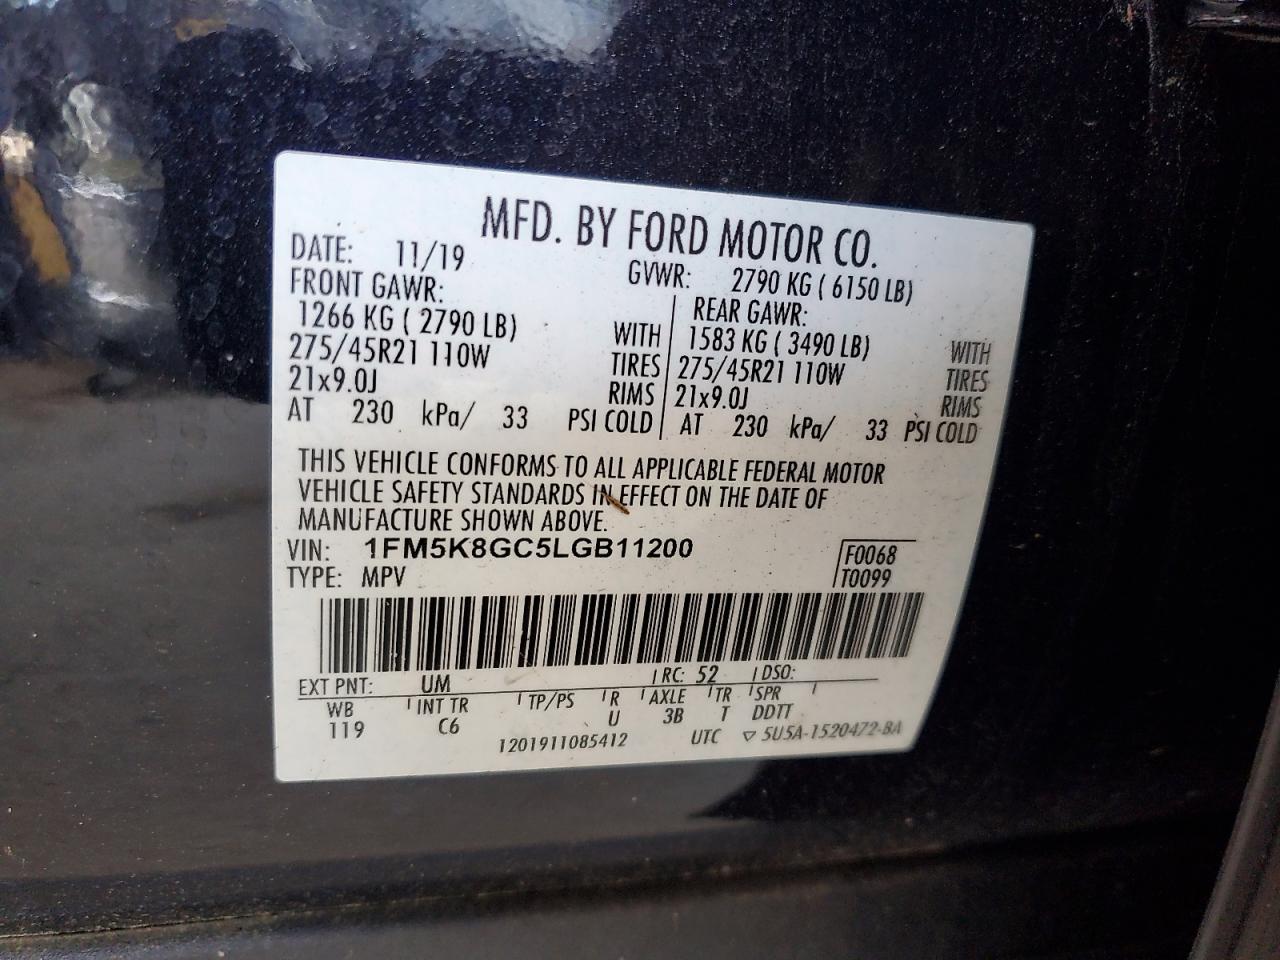 MFD. BY FORD MOTOR CO.
DATE: 11/19 GVWR: 2790 KG ( 6150 LB)
FRONT GAWR: REAR GAWR:
1266 KG ( 2790 LB) WITH 1583 KG ( 3490 LB) WITH
275/45R21 110W TIRES 275/45R21 110W TIRES
21x9.0J RIMS 21x9.0J RIMS
AT 230 kPa/ 33 PSI COLD AT 230 kPa/ 33 PSI COLD
THIS VEHICLE CONFORMS TO ALL APPLICABLE FEDERAL MOTOR
VEHICLE SAFETY STANDARDS IN EFFECT ON THE DATE OF
MANUFACTURE SHOWN ABOVE.
VIN: 1FM5K8GC5LGB11200 F0068
TYPE: MPV T0099
EXT PNT: UM RC: 52 DSO:
WB INT TR TP/PS R AXLE TR SPR
119 C6 U 3B T DDTT
1201911085412 UTC ▽ 5U5A-1520472-BA